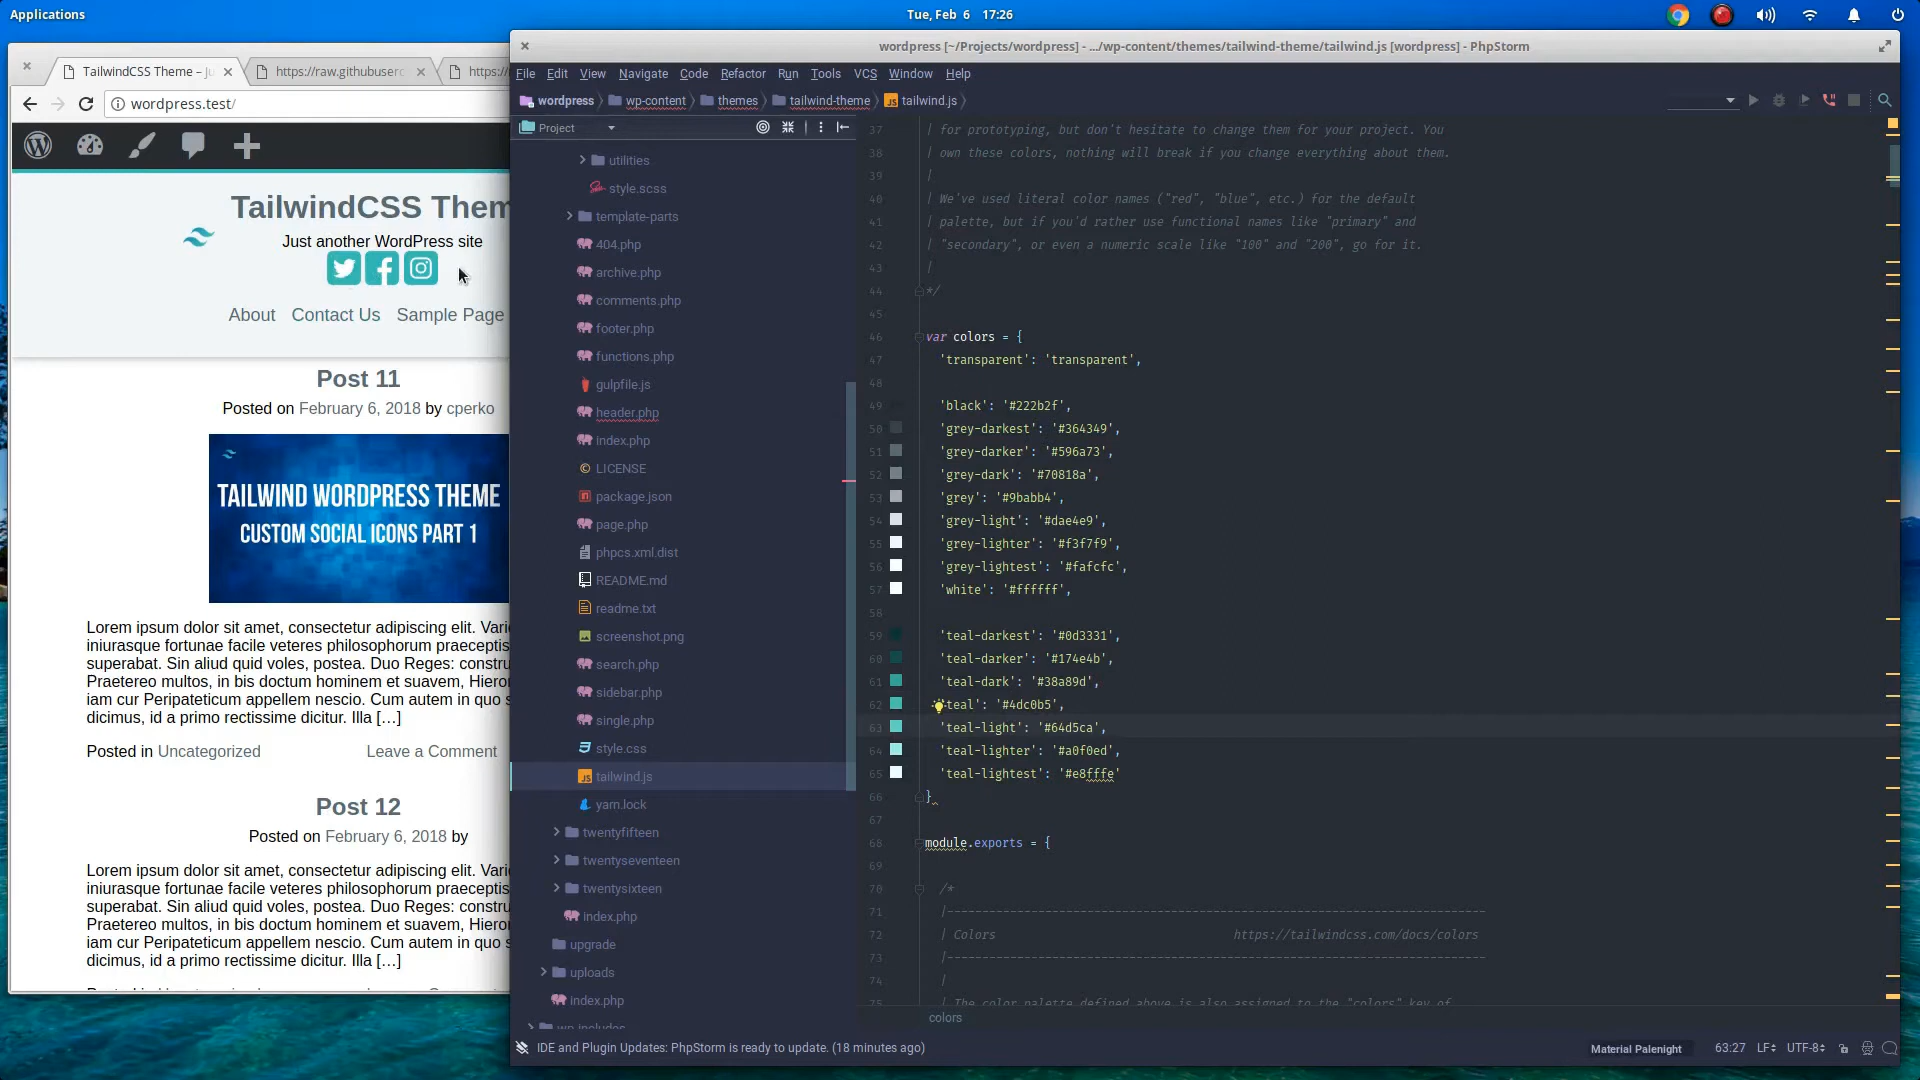 Applications
Tue, Feb 6 17:26
TailwindCSS Theme – Ju
https://raw.githubuserc
https:/
wordpress.test/
TailwindCSS Them
Just another WordPress site
About Contact Us Sample Page
Post 11
Posted on February 6, 2018 by cperko
TAILWIND WORDPRESS THEME
CUSTOM SOCIAL ICONS PART 1
Lorem ipsum dolor sit amet, consectetur adipiscing elit. Vari
iniurasque fortunae facile veteres philosophorum praeceptis
superabat. Sin aliud quid voles, postea. Duo Reges: constru
Praetereo multos, in bis doctum hominem et suavem, Hieron
iam cur Peripateticum appellem nescio. Cum autem in quo s
dicimus, id a primo rectissime dicitur. Illa […]
Posted in Uncategorized Leave a Comment
Post 12
Posted on February 6, 2018 by
Lorem ipsum dolor sit amet, consectetur adipiscing elit. Vari
iniurasque fortunae facile veteres philosophorum praeceptis
superabat. Sin aliud quid voles, postea. Duo Reges: constru
Praetereo multos, in bis doctum hominem et suavem, Hieron
iam cur Peripateticum appellem nescio. Cum autem in quo s
dicimus, id a primo rectissime dicitur. Illa […]
wordpress [~/Projects/wordpress] - .../wp-content/themes/tailwind-theme/tailwind.js [wordpress] - PhpStorm
File Edit View Navigate Code Refactor Run Tools VCS Window Help
wordpress wp-content themes tailwind-theme tailwind.js
Project
utilities
style.scss
template-parts
404.php
archive.php
comments.php
footer.php
functions.php
gulpfile.js
header.php
index.php
LICENSE
package.json
page.php
phpcs.xml.dist
README.md
readme.txt
screenshot.png
search.php
sidebar.php
single.php
style.css
tailwind.js
yarn.lock
twentyfifteen
twentyseventeen
twentysixteen
index.php
upgrade
uploads
index.php
wp-includes
37 | for prototyping, but don't hesitate to change them for your project. You
38 | own these colors, nothing will break if you change everything about them.
39 |
40 | We've used literal color names ("red", "blue", etc.) for the default
41 | palette, but if you'd rather use functional names like "primary" and
42 | "secondary", or even a numeric scale like "100" and "200", go for it.
43 |
44 */
45
46 var colors = {
47 'transparent': 'transparent',
48
49 'black': '#222b2f',
50 'grey-darkest': '#364349',
51 'grey-darker': '#596a73',
52 'grey-dark': '#70818a',
53 'grey': '#9babb4',
54 'grey-light': '#dae4e9',
55 'grey-lighter': '#f3f7f9',
56 'grey-lightest': '#fafcfc',
57 'white': '#ffffff',
58
59 'teal-darkest': '#0d3331',
60 'teal-darker': '#174e4b',
61 'teal-dark': '#38a89d',
62 teal': '#4dc0b5',
63 'teal-light': '#64d5ca',
64 'teal-lighter': '#a0f0ed',
65 'teal-lightest': '#e8fffe'
66 }
67
68 module.exports = {
69
70 /*
71 |-----------------------------------------------------------------------------
72 | Colors https://tailwindcss.com/docs/colors
73 |-----------------------------------------------------------------------------
74 |
75 | The color palette defined above is also assigned to the "colors" key of
colors
IDE and Plugin Updates: PhpStorm is ready to update. (18 minutes ago)
Material Palenight 63:27 LF UTF-8